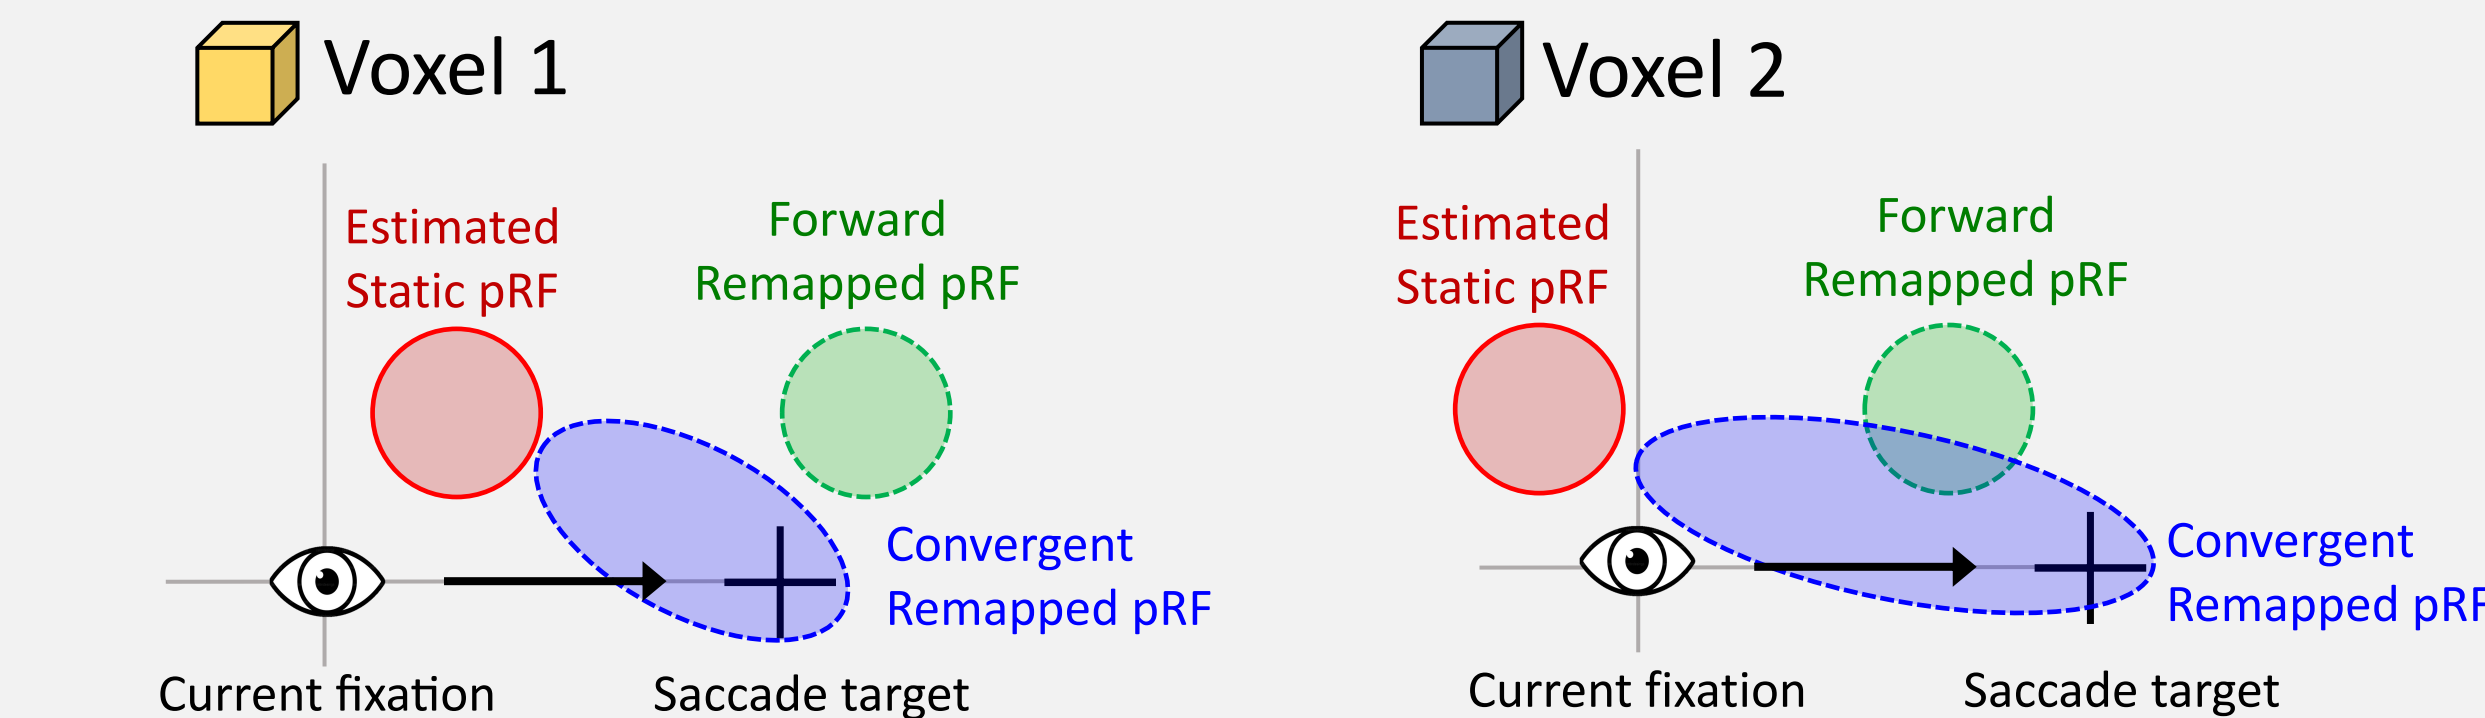 Voxel 1
Estimated
Static pRF
Forward
Remapped pRF
Convergent
Remapped pRF
Current fixation
Saccade target
Voxel 2
Estimated
Static pRF
Forward
Remapped pRF
Convergent
Remapped pRF
Current fixation
Saccade target